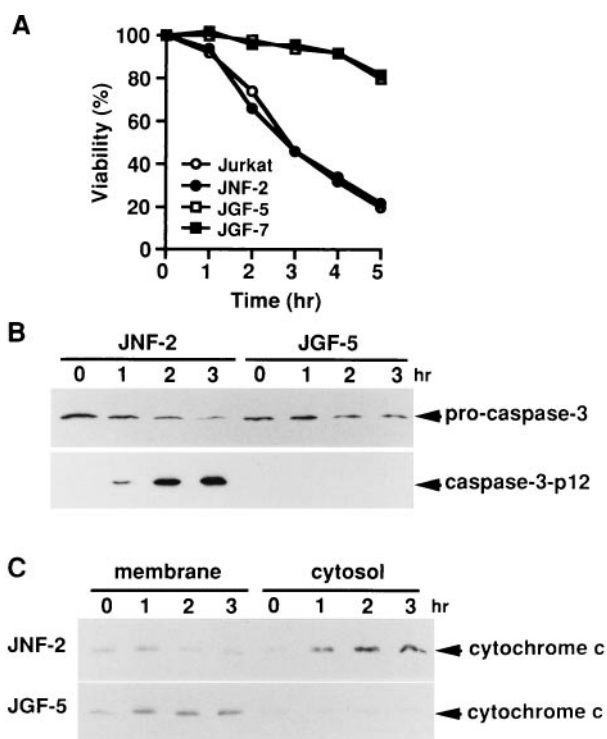 A
Viability (%)
100
80
60
40
20
0
Jurkat
JNF-2
JGF-5
JGF-7
0 1 2 3 4 5
Time (hr)
B
JNF-2 JGF-5
0 1 2 3 0 1 2 3 hr
pro-caspase-3
caspase-3-p12
C
membrane cytosol
0 1 2 3 0 1 2 3 hr
JNF-2 cytochrome c
JGF-5 cytochrome c